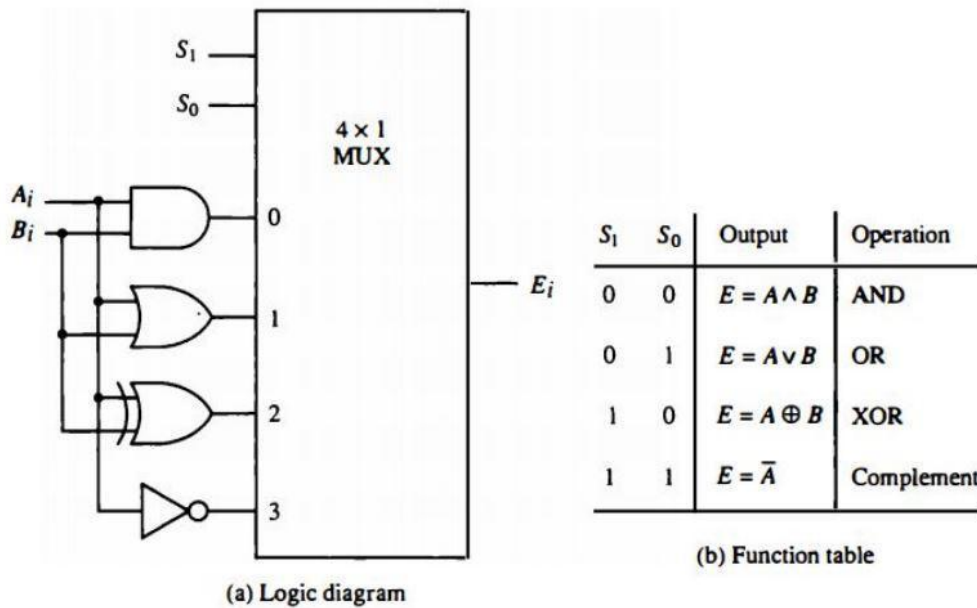 S₁
S₀
4 × 1
MUX
Aᵢ
Bᵢ
0
1
2
3
Eᵢ
(a) Logic diagram
S₁ S₀ Output Operation
0 0 E = A ∧ B AND
0 1 E = A ∨ B OR
1 0 E = A ⊕ B XOR
1 1 E = A̅ Complement
(b) Function table